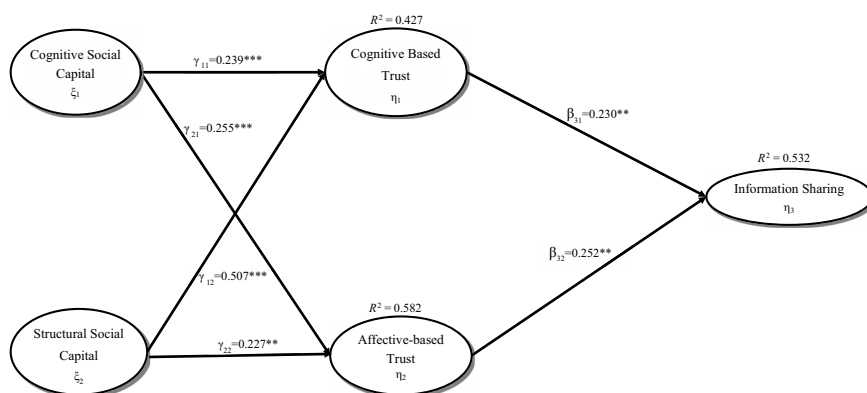 R² = 0.427
Cognitive Social
Capital
ξ₁
γ₁₁=0.239***
Cognitive Based
Trust
η₁
γ₂₁=0.255***
β₃₁=0.230**
R² = 0.532
Information Sharing
η₃
β₃₂=0.252**
γ₁₂=0.507***
R² = 0.582
Structural Social
Capital
ξ₂
γ₂₂=0.227**
Affective-based
Trust
η₂